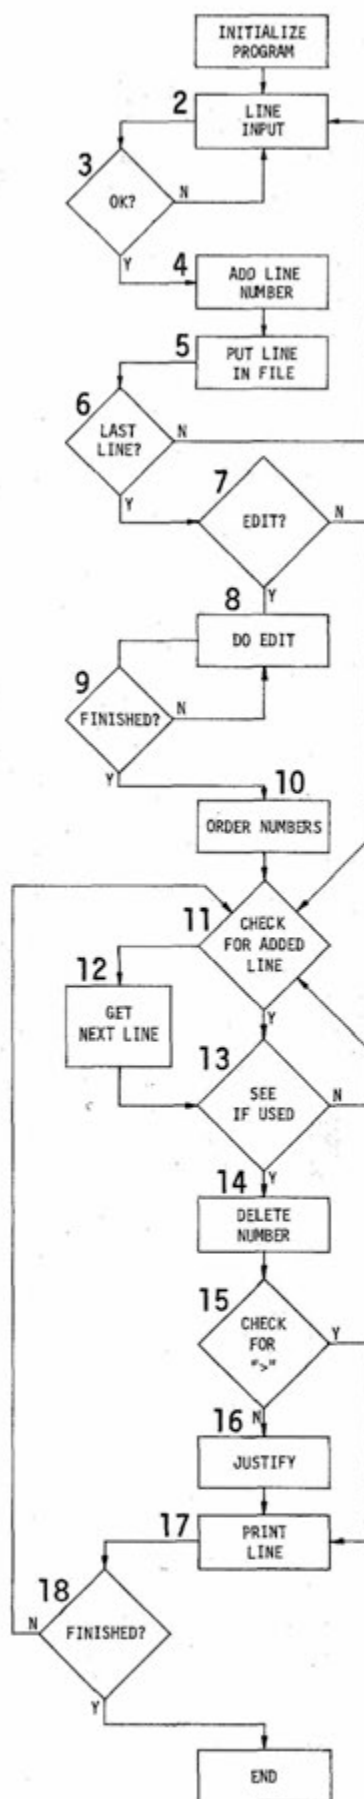 INITIALIZE
PROGRAM
2
LINE
INPUT
3
OK?
N
Y
4
ADD LINE
NUMBER
5
PUT LINE
IN FILE
6
LAST
LINE?
N
Y
7
EDIT?
N
Y
8
DO EDIT
9
FINISHED?
N
Y
10
ORDER NUMBERS
11
CHECK
FOR ADDED
LINE
Y
12
GET
NEXT LINE
13
SEE
IF USED
N
Y
14
DELETE
NUMBER
15
CHECK
FOR
">"
Y
N
16
JUSTIFY
17
PRINT
LINE
18
FINISHED?
N
Y
END